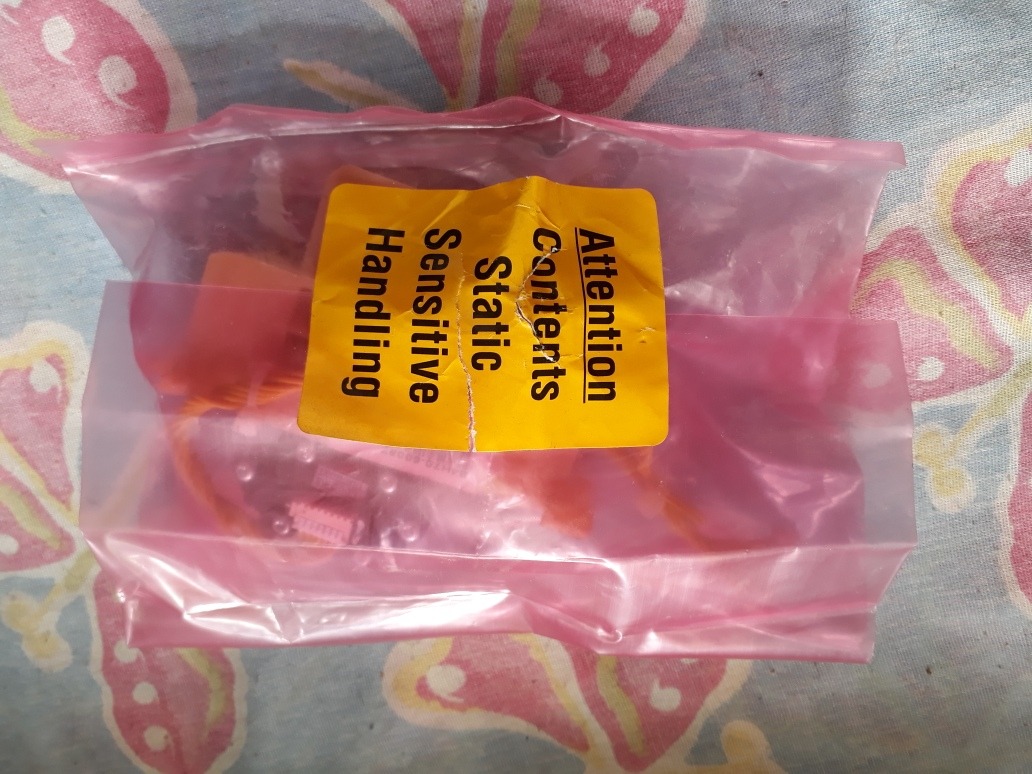 Attention
Contents
Static
Sensitive
Handling